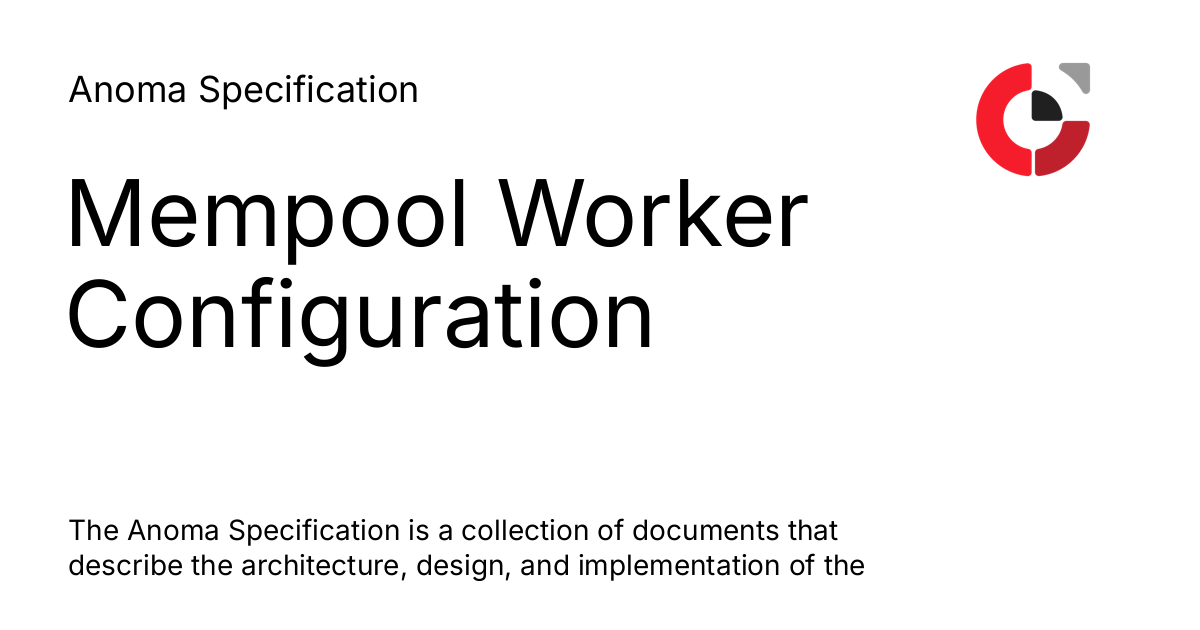 Anoma Specification
Mempool Worker
Configuration
The Anoma Specification is a collection of documents that
describe the architecture, design, and implementation of the